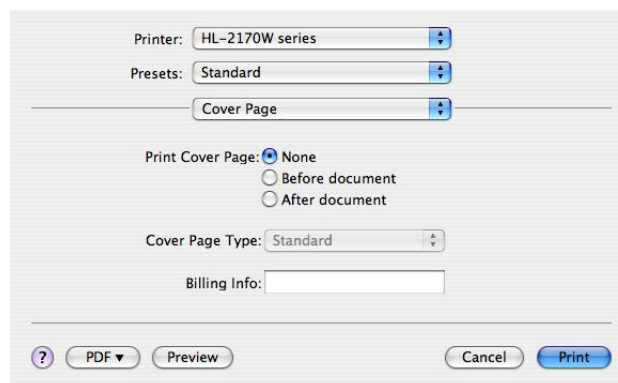 Printer: HL-2170W series
Presets: Standard
Cover Page
Print Cover Page: None
Before document
After document
Cover Page Type: Standard
Billing Info:
? PDF ▼ Preview Cancel Print